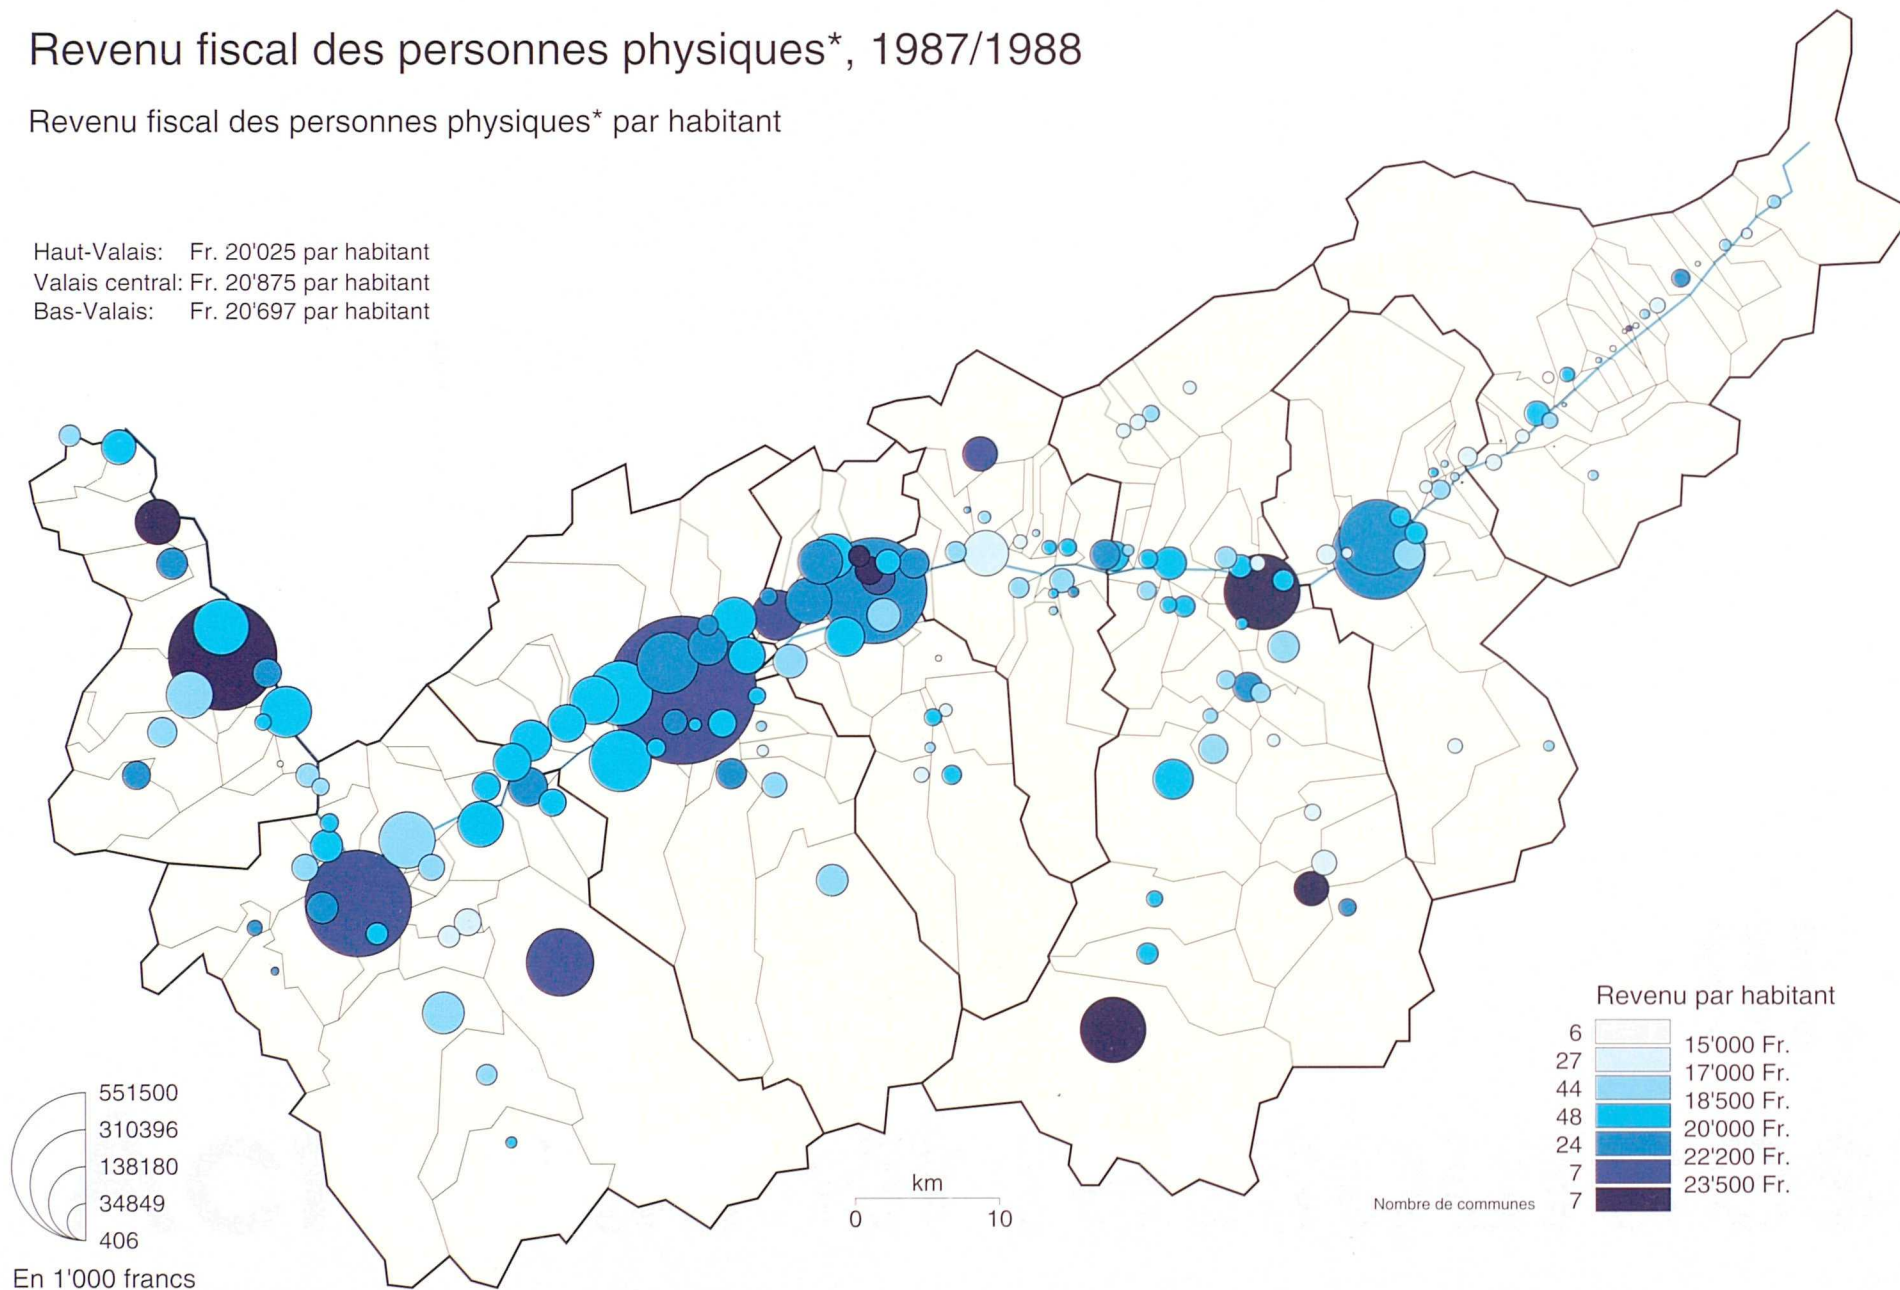 Revenu fiscal des personnes physiques*, 1987/1988
Revenu fiscal des personnes physiques* par habitant
Haut-Valais: Fr. 20'025 par habitant
Valais central: Fr. 20'875 par habitant
Bas-Valais: Fr. 20'697 par habitant
551500
310396
138180
34849
406
En 1'000 francs
km
0 10
Revenu par habitant
6
15'000 Fr.
27
17'000 Fr.
44
18'500 Fr.
48
20'000 Fr.
24
22'200 Fr.
7
23'500 Fr.
Nombre de communes 7